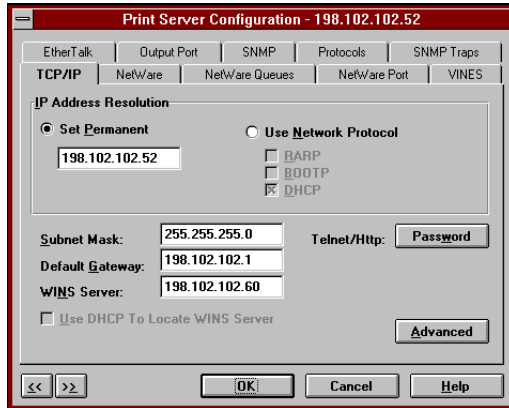 Print Server Configuration - 198.102.102.52
EtherTalk Output Port SNMP Protocols SNMP Traps
TCP/IP NetWare NetWare Queues NetWare Port VINES
IP Address Resolution
Set Permanent Use Network Protocol
198.102.102.52 RARP
BOOTP
DHCP
Subnet Mask: 255.255.255.0 Telnet/Http: Password
Default Gateway: 198.102.102.1
WINS Server: 198.102.102.60
Use DHCP To Locate WINS Server
Advanced
<< >> OK Cancel Help